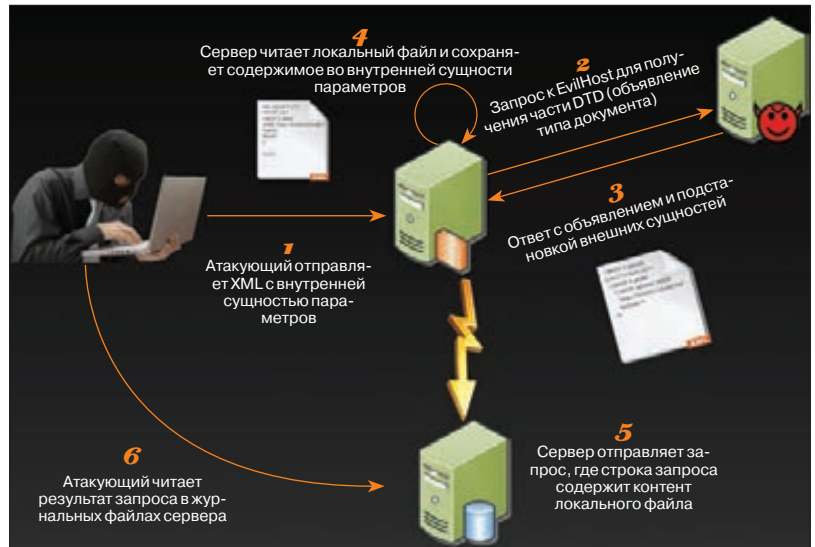 4
Сервер читает локальный файл и сохраня-
ет содержимое во внутренней сущности
параметров
2
Запрос к EvilHost для полу-
чения части DTD (объявление
типа документа)
3
Ответ с объявлением и подста-
новкой внешних сущностей
1
Атакующий отправля-
ет XML с внутренней
сущностью пара-
метров
5
Сервер отправляет за-
прос, где строка запроса
содержит контент
локального файла
6
Атакующий читает
результат запроса в жур-
нальных файлах сервера